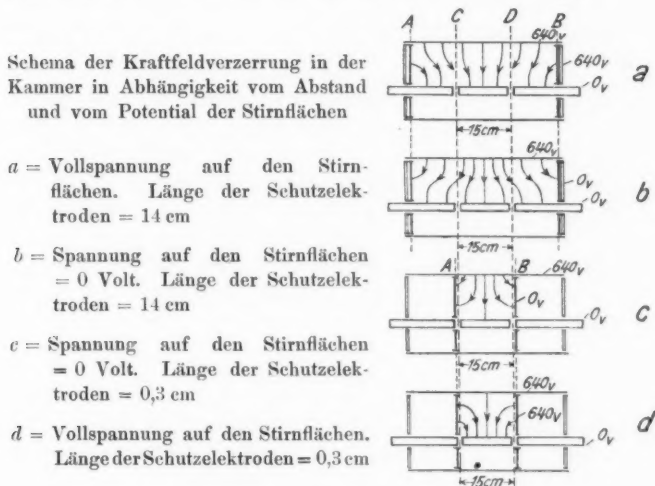 Schema der Kraftfeldverzerrung in der
Kammer in Abhängigkeit vom Abstand
und vom Potential der Stirnflächen
a = Vollspannung auf den Stirn-
flächen. Länge der Schutzelek-
troden = 14 cm
b = Spannung auf den Stirnflächen
= 0 Volt. Länge der Schutzelek-
troden = 14 cm
c = Spannung auf den Stirnflächen
= 0 Volt. Länge der Schutzelek-
troden = 0,3 cm
d = Vollspannung auf den Stirnflächen.
Länge der Schutzelektroden = 0,3 cm
A C D B
640v
640v
0v
a
15cm
640v
0v
0v
b
15cm
A B 640v
0v
0v
c
15cm
640v
640v
0v
d
15cm